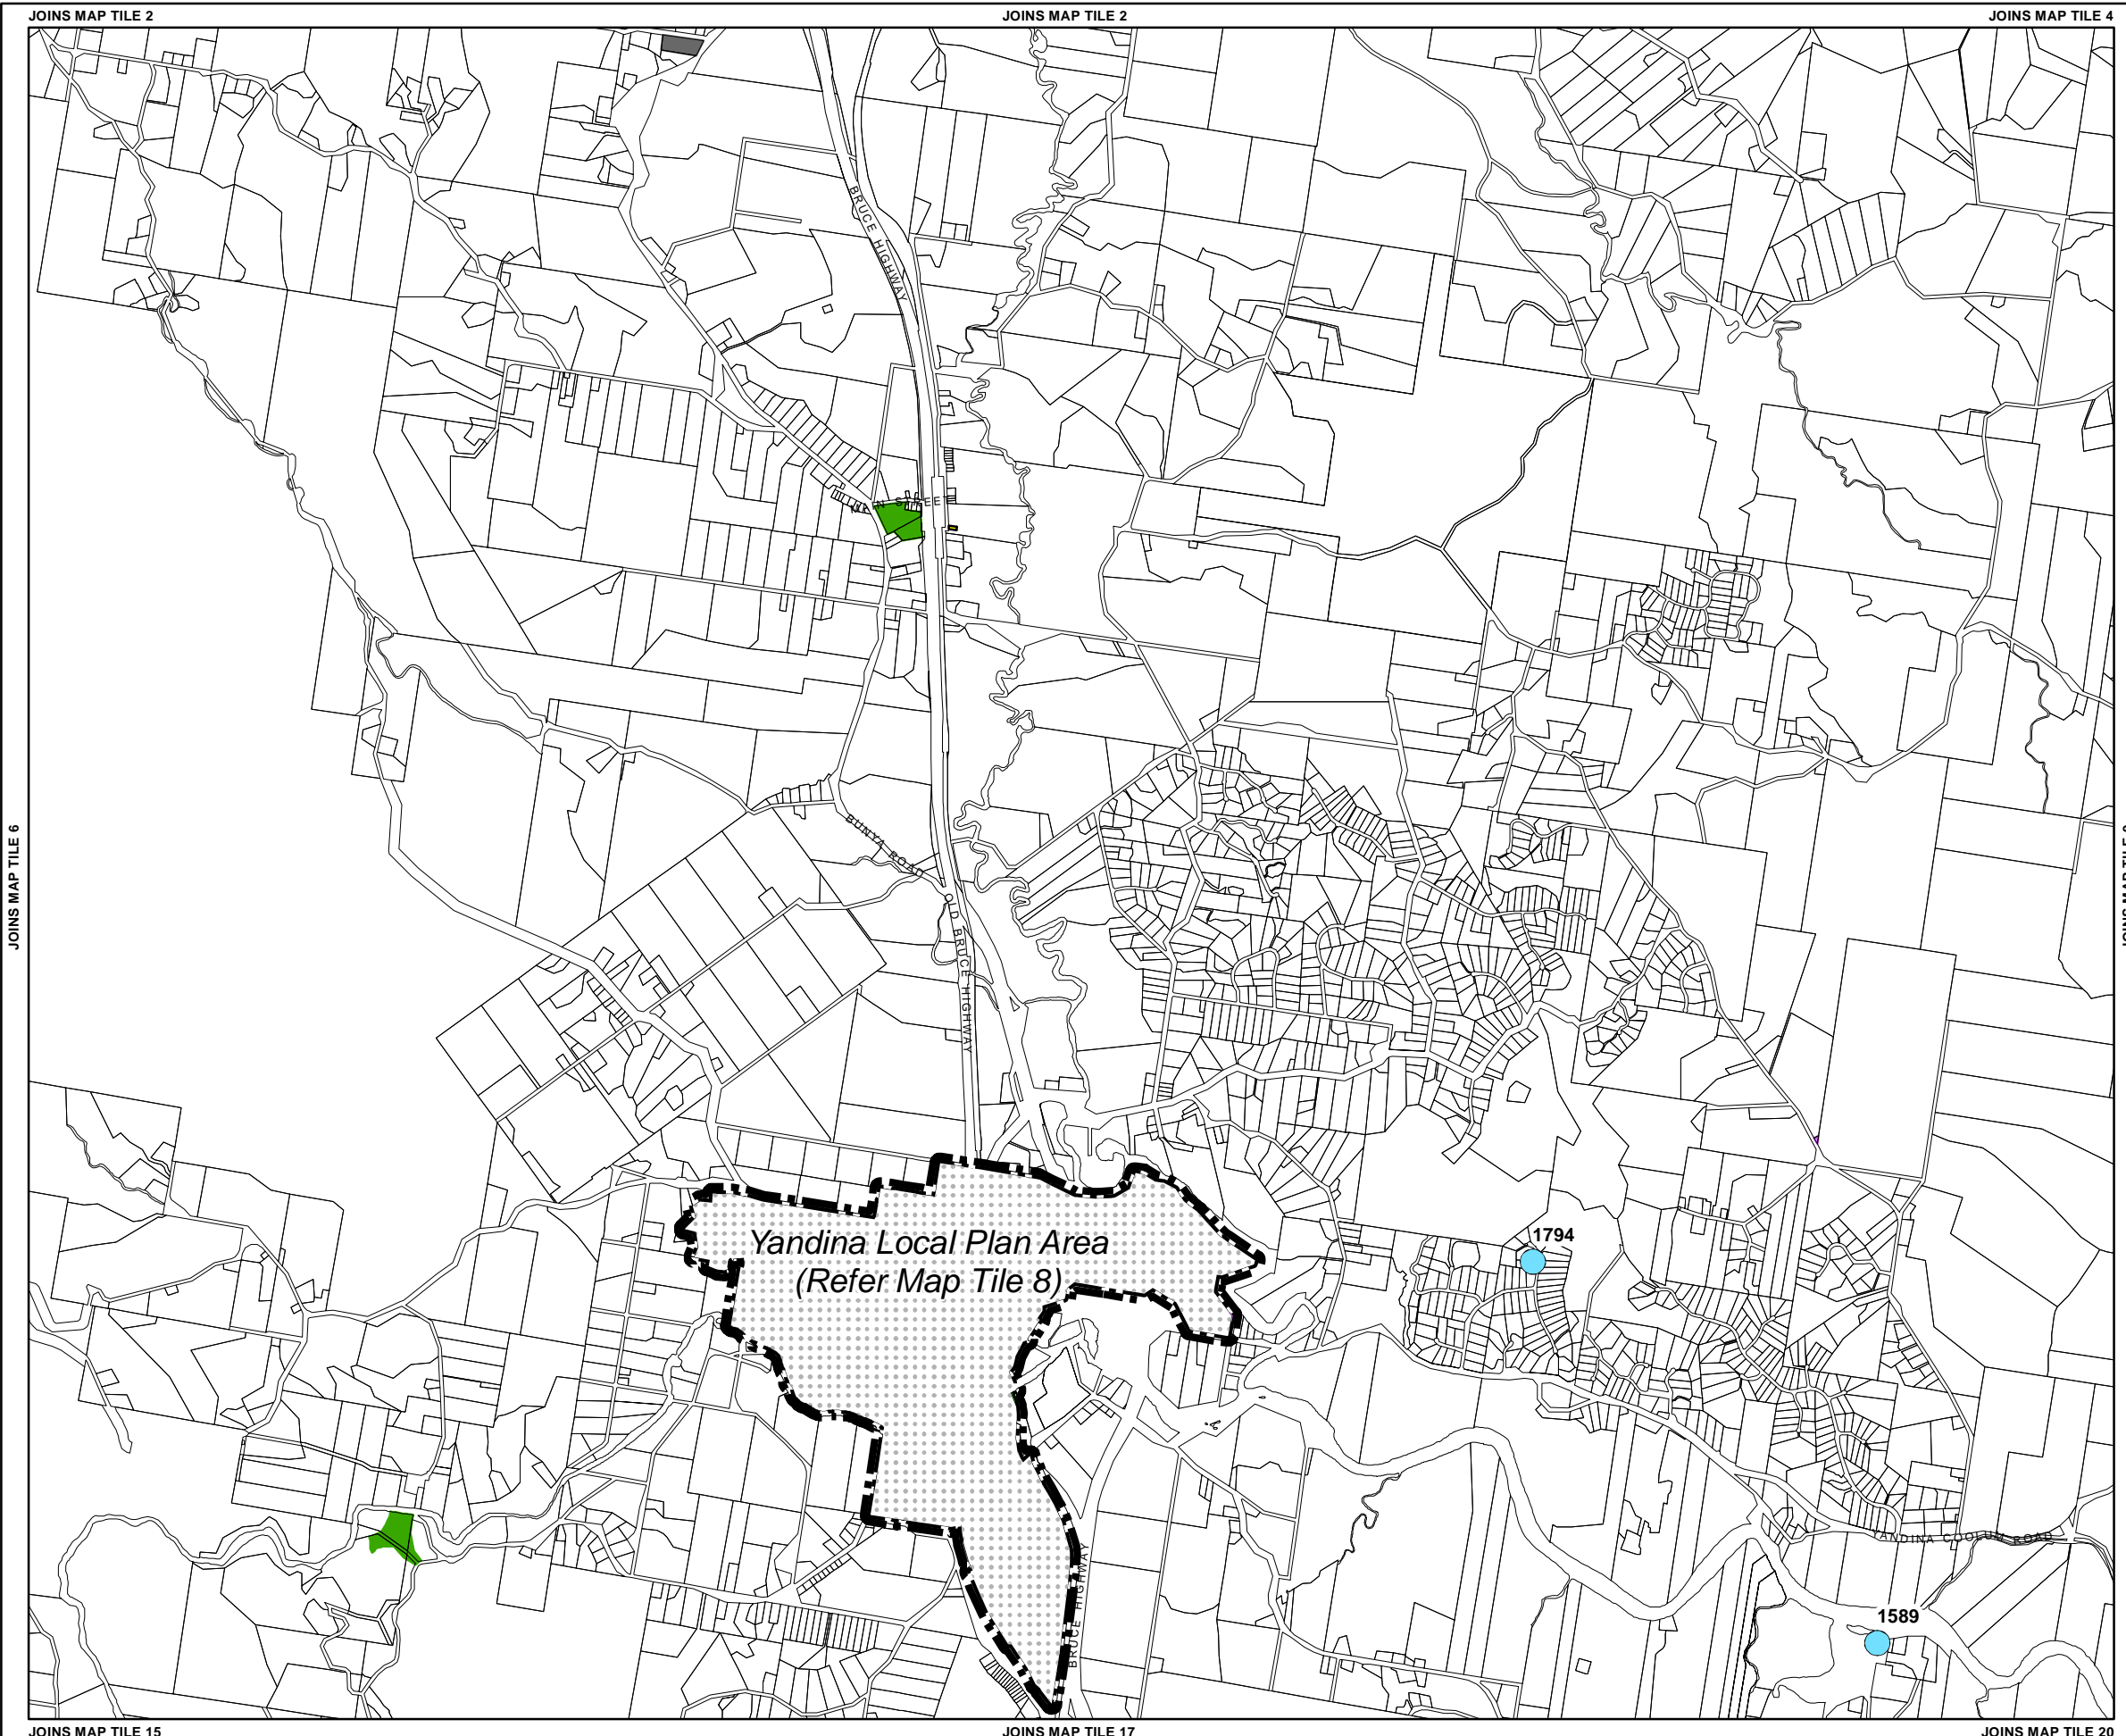 JOINS MAP TILE 2
JOINS MAP TILE 2
JOINS MAP TILE 4
BRUCE HIGHWAY
MAIN STREET
JOINS MAP TILE 6
BUNYA ROAD
OLD BRUCE HIGHWAY
Yandina Local Plan Area
(Refer Map Tile 8)
1794
YANDINA COOLUM ROAD
BRUCE HIGHWAY
1589
JOINS MAP TILE 15
JOINS MAP TILE 17
JOINS MAP TILE 20